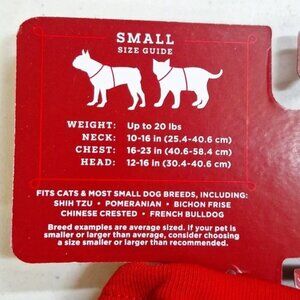 SMALL
SIZE GUIDE
WEIGHT: Up to 20 lbs
NECK: 10-16 in (25.4-40.6 cm)
CHEST: 16-23 in (40.6-58.4 cm)
HEAD: 12-16 in (30.4-40.6 cm)
FITS CATS & MOST SMALL DOG BREEDS, INCLUDING:
SHIH TZU • POMERANIAN • BICHON FRISE
CHINESE CRESTED • FRENCH BULLDOG
Breed examples are average sized. If your pet is
smaller or larger than average, consider choosing
a size smaller or larger than recommended.